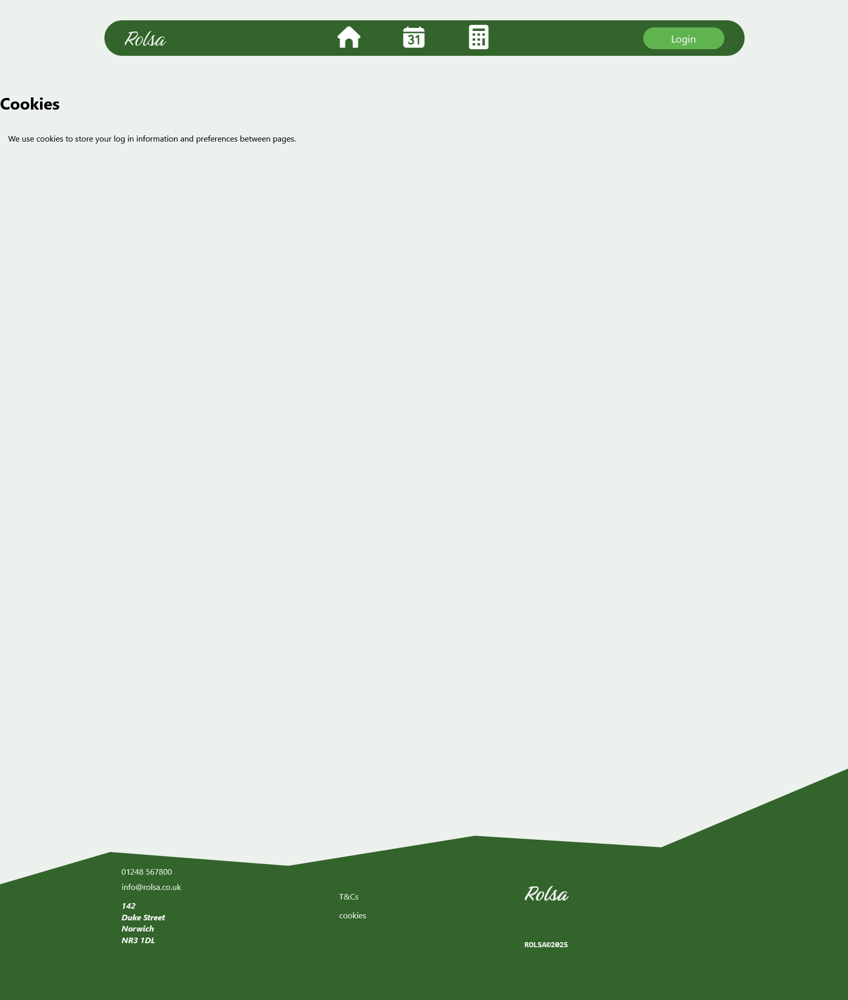 Rolsa
31
Login
Cookies
We use cookies to store your log in information and preferences between pages.
01248 567800
info@rolsa.co.uk
142
Duke Street
Norwich
NR3 1DL
T&Cs
cookies
Rolsa
ROLSA©2025